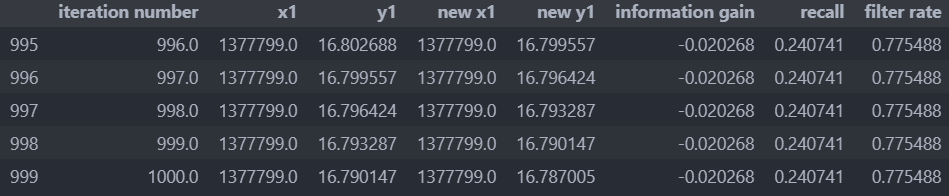 iteration number x1 y1 new x1 new y1 information gain recall filter rate
995 996.0 1377799.0 16.802688 1377799.0 16.799557 -0.020268 0.240741 0.775488
996 997.0 1377799.0 16.799557 1377799.0 16.796424 -0.020268 0.240741 0.775488
997 998.0 1377799.0 16.796424 1377799.0 16.793287 -0.020268 0.240741 0.775488
998 999.0 1377799.0 16.793287 1377799.0 16.790147 -0.020268 0.240741 0.775488
999 1000.0 1377799.0 16.790147 1377799.0 16.787005 -0.020268 0.240741 0.775488